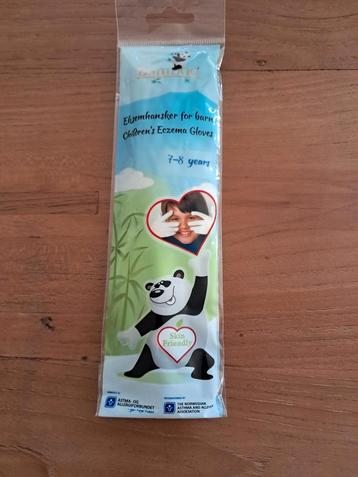 Eksemhansker for barn
Children's Eczema Gloves
7-8 years
Skin
Friendly
ASTMA- OG
ALLERGIFORBUNDET
THE NORWEGIAN
ASTHMA AND ALLERGY
ASSOCIATION